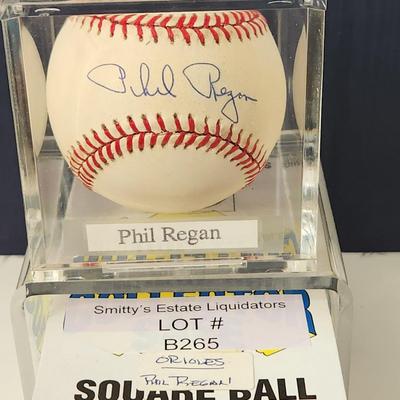 Phil Regan
Phil Regan
Smitty's Estate Liquidators
LOT #
B265
ORIOLES
PHIL REGAN
SQUARE BALL